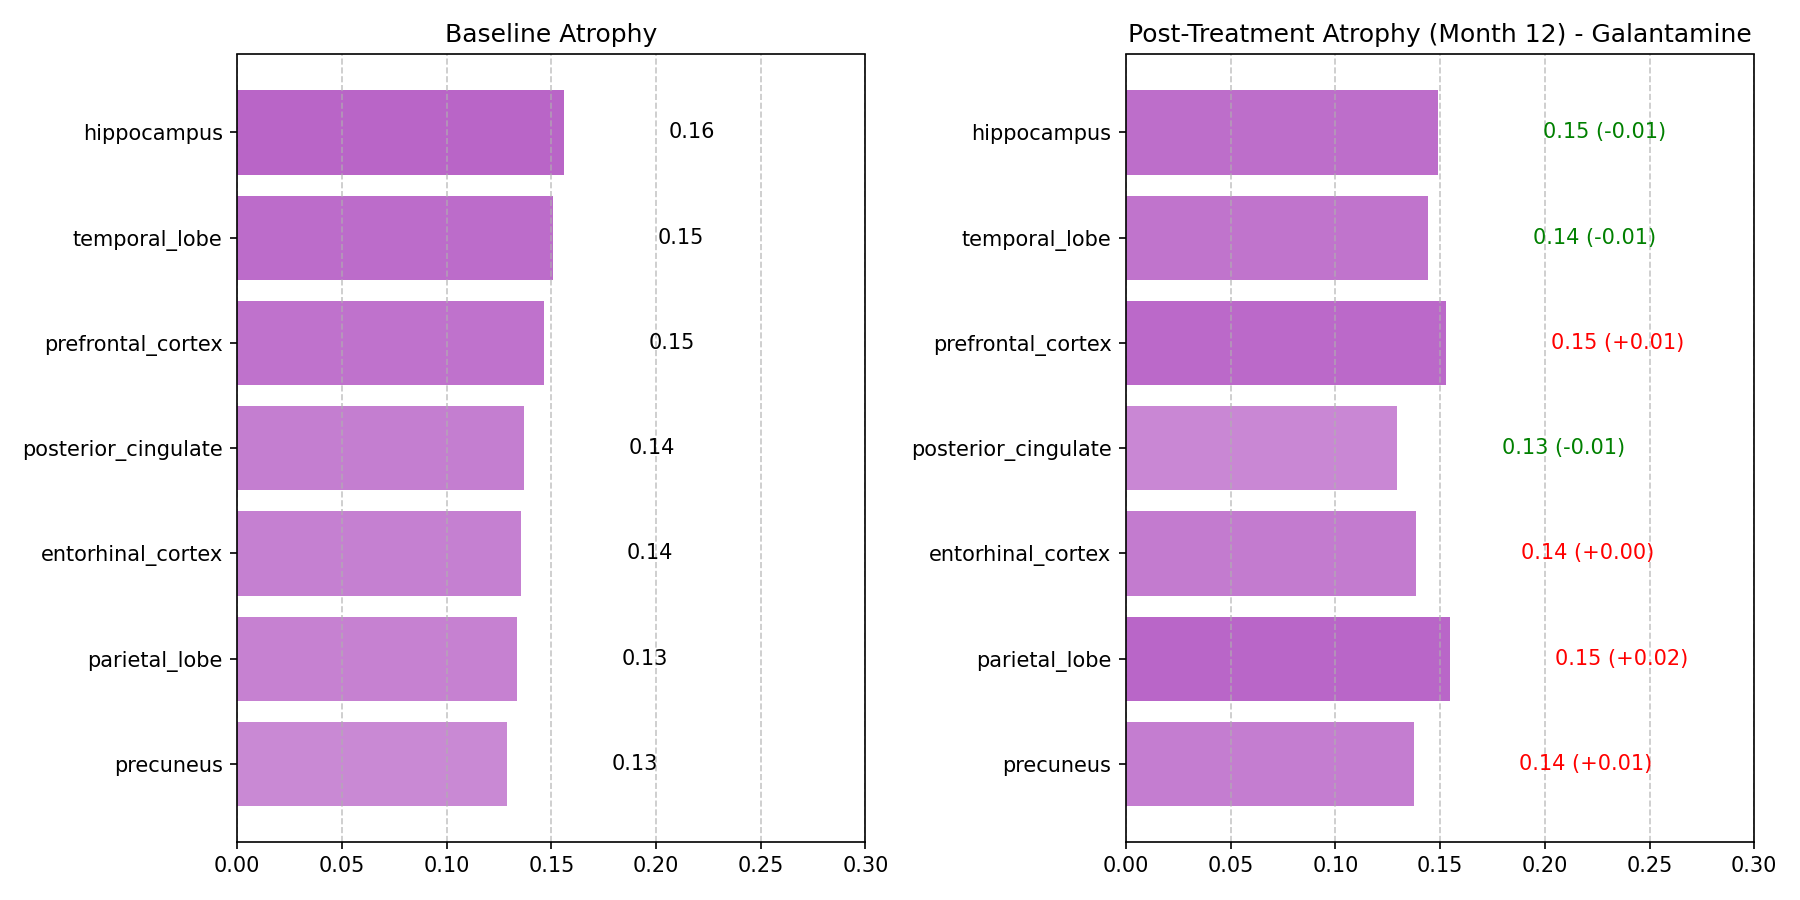 Baseline Atrophy
hippocampus 0.16
temporal_lobe 0.15
prefrontal_cortex 0.15
posterior_cingulate 0.14
entorhinal_cortex 0.14
parietal_lobe 0.13
precuneus 0.13
0.00 0.05 0.10 0.15 0.20 0.25 0.30
Post-Treatment Atrophy (Month 12) - Galantamine
hippocampus 0.15 (-0.01)
temporal_lobe 0.14 (-0.01)
prefrontal_cortex 0.15 (+0.01)
posterior_cingulate 0.13 (-0.01)
entorhinal_cortex 0.14 (+0.00)
parietal_lobe 0.15 (+0.02)
precuneus 0.14 (+0.01)
0.00 0.05 0.10 0.15 0.20 0.25 0.30